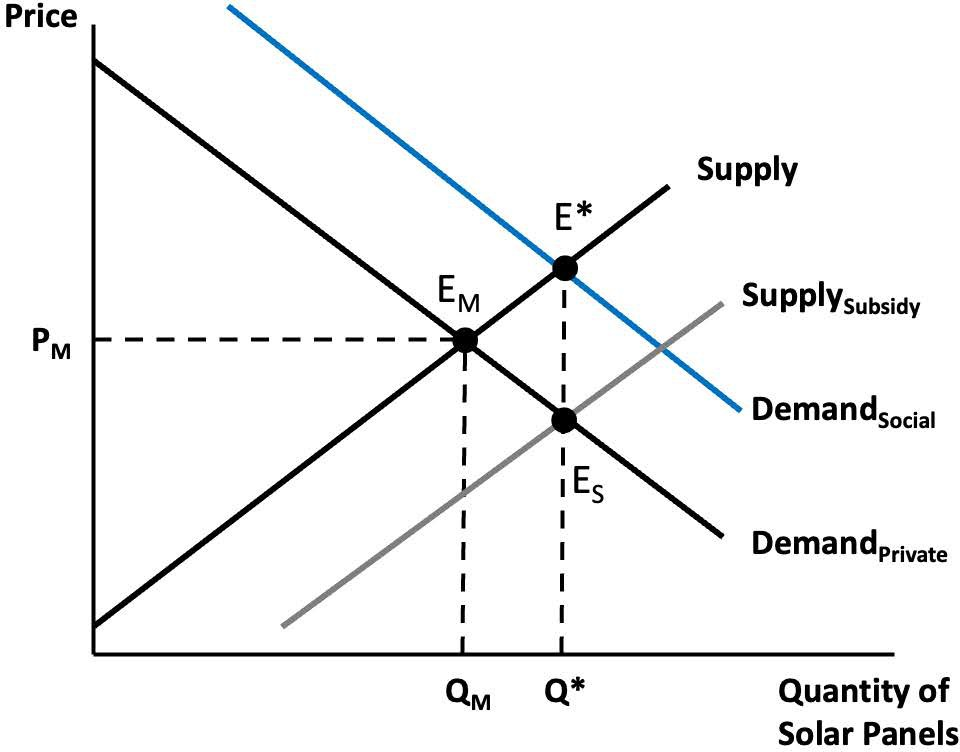 Price
Supply
E*
EM
SupplySubsidy
PM
DemandSocial
ES
DemandPrivate
QM
Q*
Quantity of
Solar Panels